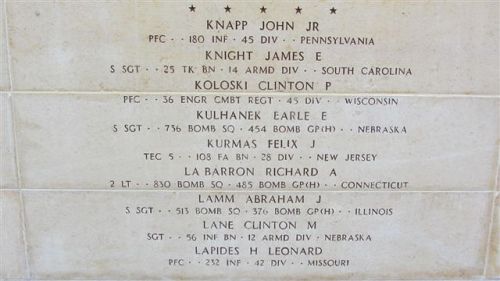 KNAPP JOHN JR
PFC · · 180 INF · 45 DIV · · PENNSYLVANIA
KNIGHT JAMES E
S SGT · · 25 TK BN · 14 ARMD DIV · · SOUTH CAROLINA
KOLOSKI CLINTON P
PFC · · 36 ENGR CMBT REGT · 45 DIV · · WISCONSIN
KULHANEK EARLE E
S SGT · · 736 BOMB SQ · 454 BOMB GP(H) · · NEBRASKA
KURMAS FELIX J
TEC 5 · · 108 FA BN · 28 DIV · · NEW JERSEY
LA BARRON RICHARD A
2 LT · · 830 BOMB SQ · 485 BOMB GP(H) · · CONNECTICUT
LAMM ABRAHAM J
S SGT · · 513 BOMB SQ · 376 BOMB GP(H) · · ILLINOIS
LANE CLINTON M
SGT · · 56 INF BN · 12 ARMD DIV · · NEBRASKA
LAPIDES H LEONARD
PFC · · 232 INF · 42 DIV · · MISSOURI